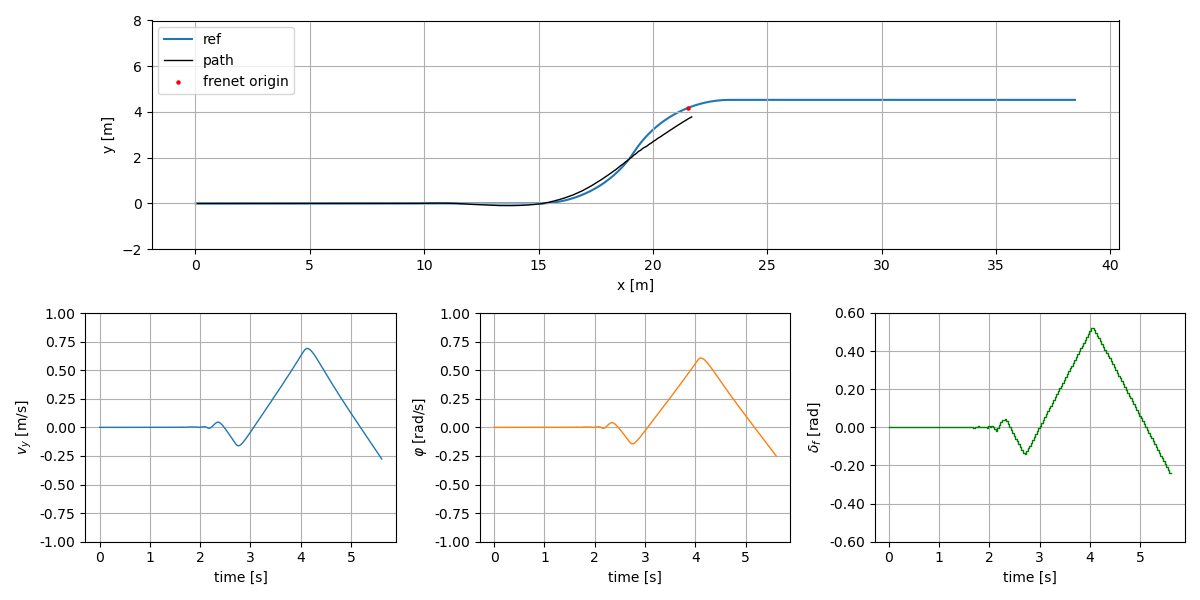 8
6
4
2
0
−2
y [m]
ref
path
frenet origin
0 5 10 15 20 25 30 35 40
x [m]
1.00
0.75
0.50
0.25
0.00
-0.25
-0.50
-0.75
-1.00
v_y [m/s]
0 1 2 3 4 5
time [s]
1.00
0.75
0.50
0.25
0.00
-0.25
-0.50
-0.75
-1.00
φ [rad/s]
0 1 2 3 4 5
time [s]
0.60
0.40
0.20
0.00
-0.20
-0.40
-0.60
δ_f [rad]
0 1 2 3 4 5
time [s]